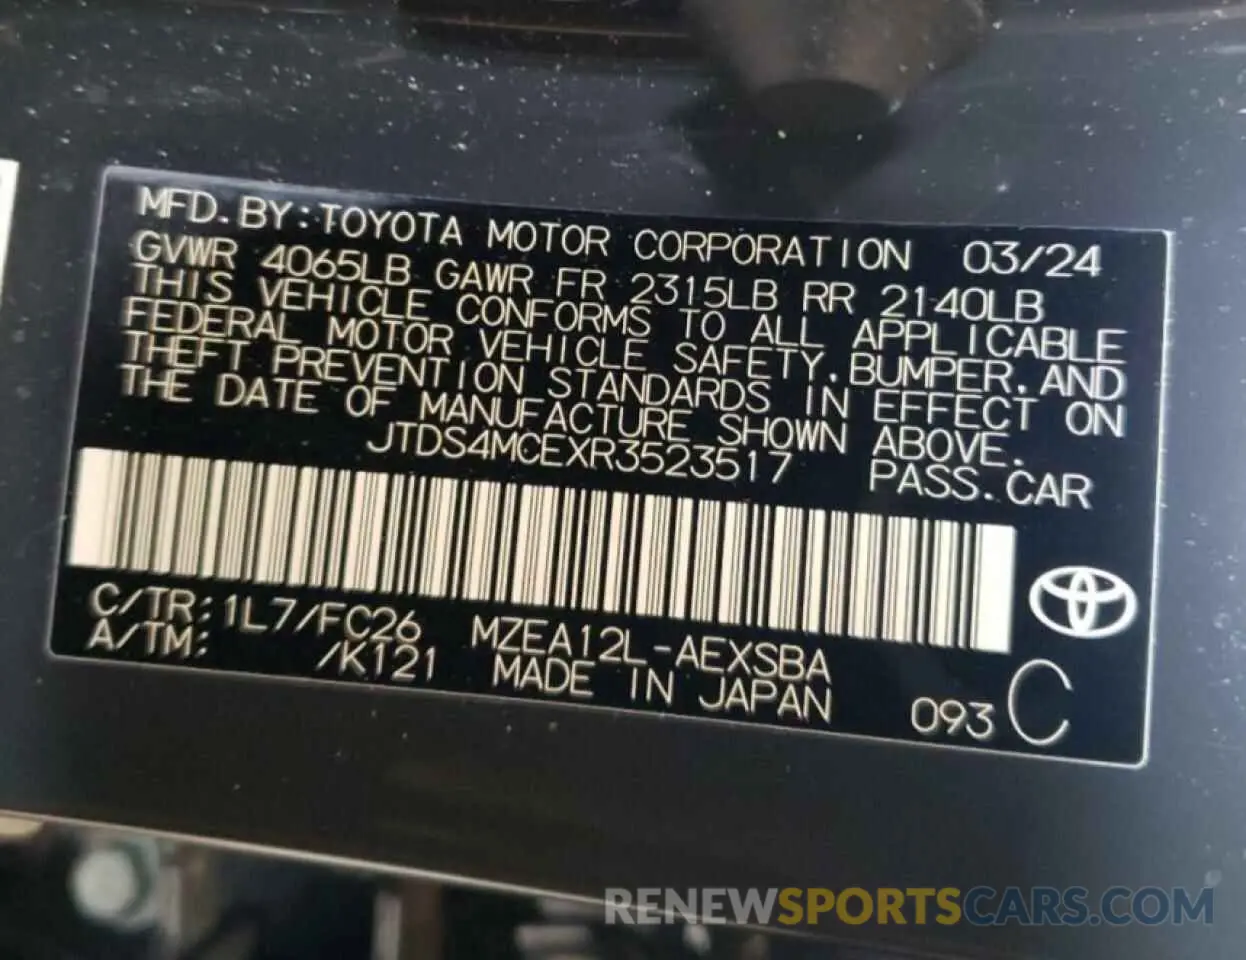 MFD. BY: TOYOTA MOTOR CORPORATION 03/24
GVWR 4065LB GAWR FR 2315LB RR 2140LB
THIS VEHICLE CONFORMS TO ALL APPLICABLE
FEDERAL MOTOR VEHICLE SAFETY, BUMPER, AND
THEFT PREVENTION STANDARDS IN EFFECT ON
THE DATE OF MANUFACTURE SHOWN ABOVE.
JTDS4MCEXR3523517 PASS. CAR
C/TR: 1L7/FC26 MZEA12L-AEXSBA
A/TM: /K121 MADE IN JAPAN 093 C
RENEWSPORTSCARS.COM